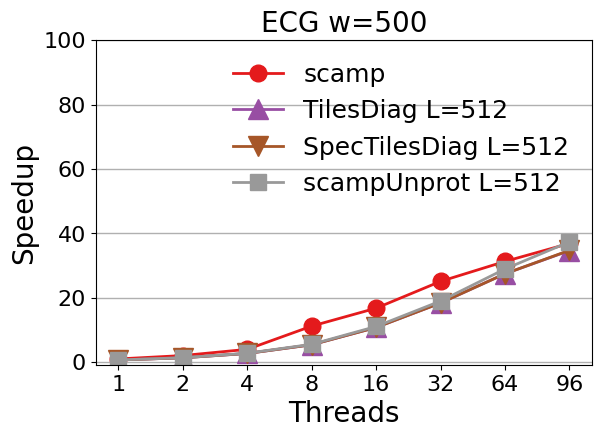 ECG w=500
Speedup
100
80
60
40
20
0
scamp
TilesDiag L=512
SpecTilesDiag L=512
scampUnprot L=512
1 2 4 8 16 32 64 96
Threads